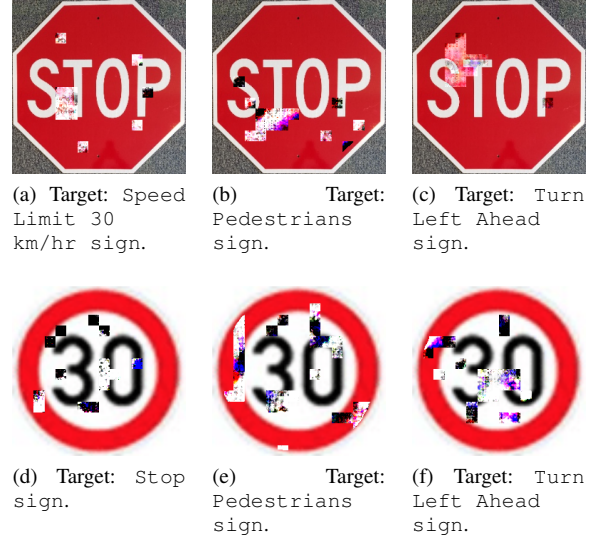 STOP STOP STOP
(a) Target: Speed
Limit 30
km/hr sign.
(b) Target:
Pedestrians
sign.
(c) Target: Turn
Left Ahead
sign.
30 30 30
(d) Target: Stop
sign.
(e) Target:
Pedestrians
sign.
(f) Target: Turn
Left Ahead
sign.